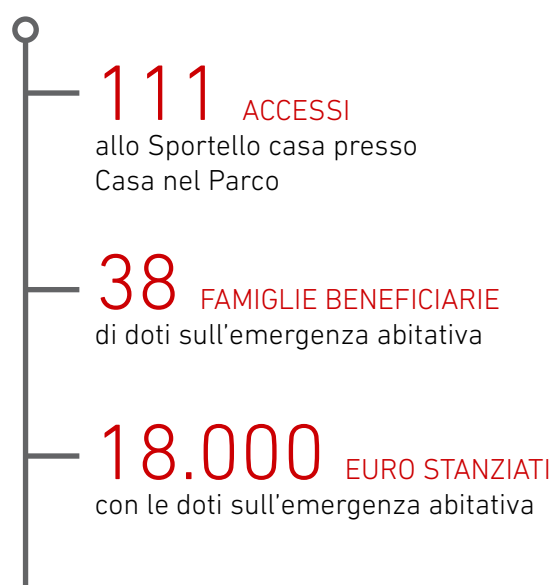 111 ACCESSI
allo Sportello casa presso
Casa nel Parco
38 FAMIGLIE BENEFICIARIE
di doti sull'emergenza abitativa
18.000 EURO STANZIATI
con le doti sull'emergenza abitativa